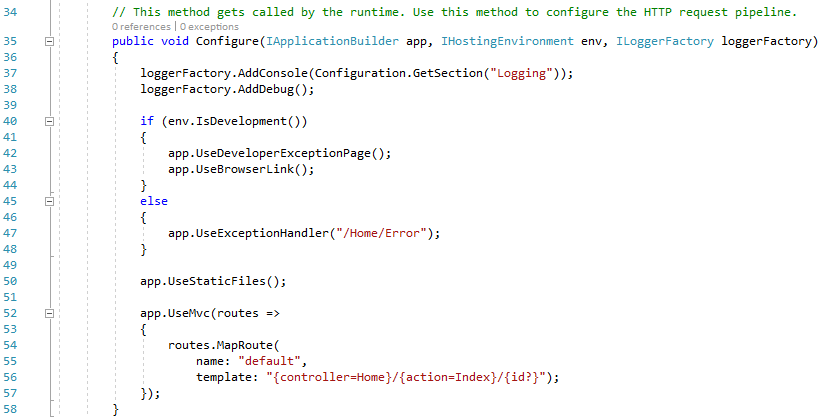 34 // This method gets called by the runtime. Use this method to configure the HTTP request pipeline.
0 references | 0 exceptions
35 public void Configure(IApplicationBuilder app, IHostingEnvironment env, ILoggerFactory loggerFactory)
36 {
37 loggerFactory.AddConsole(Configuration.GetSection("Logging"));
38 loggerFactory.AddDebug();
39
40 if (env.IsDevelopment())
41 {
42 app.UseDeveloperExceptionPage();
43 app.UseBrowserLink();
44 }
45 else
46 {
47 app.UseExceptionHandler("/Home/Error");
48 }
49
50 app.UseStaticFiles();
51
52 app.UseMvc(routes =>
53 {
54 routes.MapRoute(
55 name: "default",
56 template: "{controller=Home}/{action=Index}/{id?}");
57 });
58 }